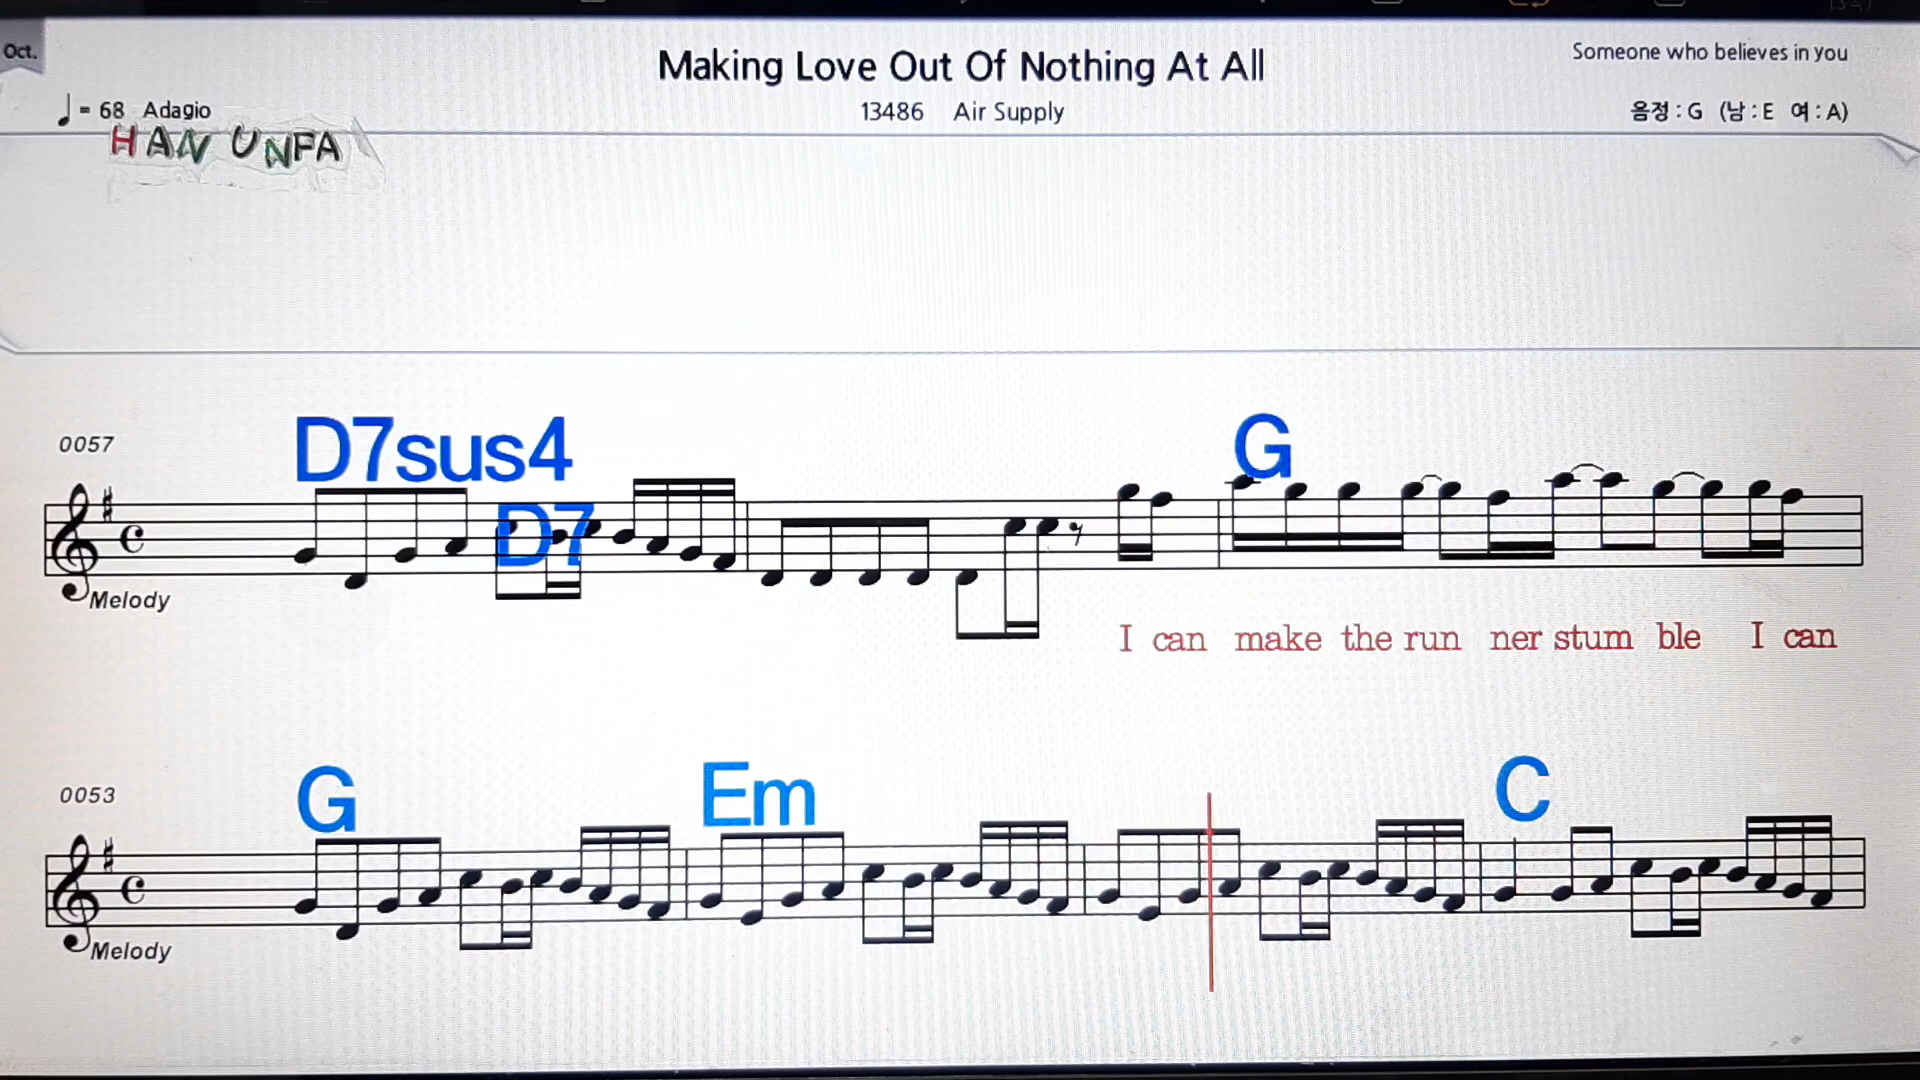 Oct.
Making Love Out Of Nothing At All
Someone who believes in you
= 68 Adagio
13486 Air Supply
음정 : G (남 : E 여 : A)
HAN UNFA
0057
D7sus4
D7
G
Melody
I can make the run ner stum ble I can
0053
G
Em
C
Melody